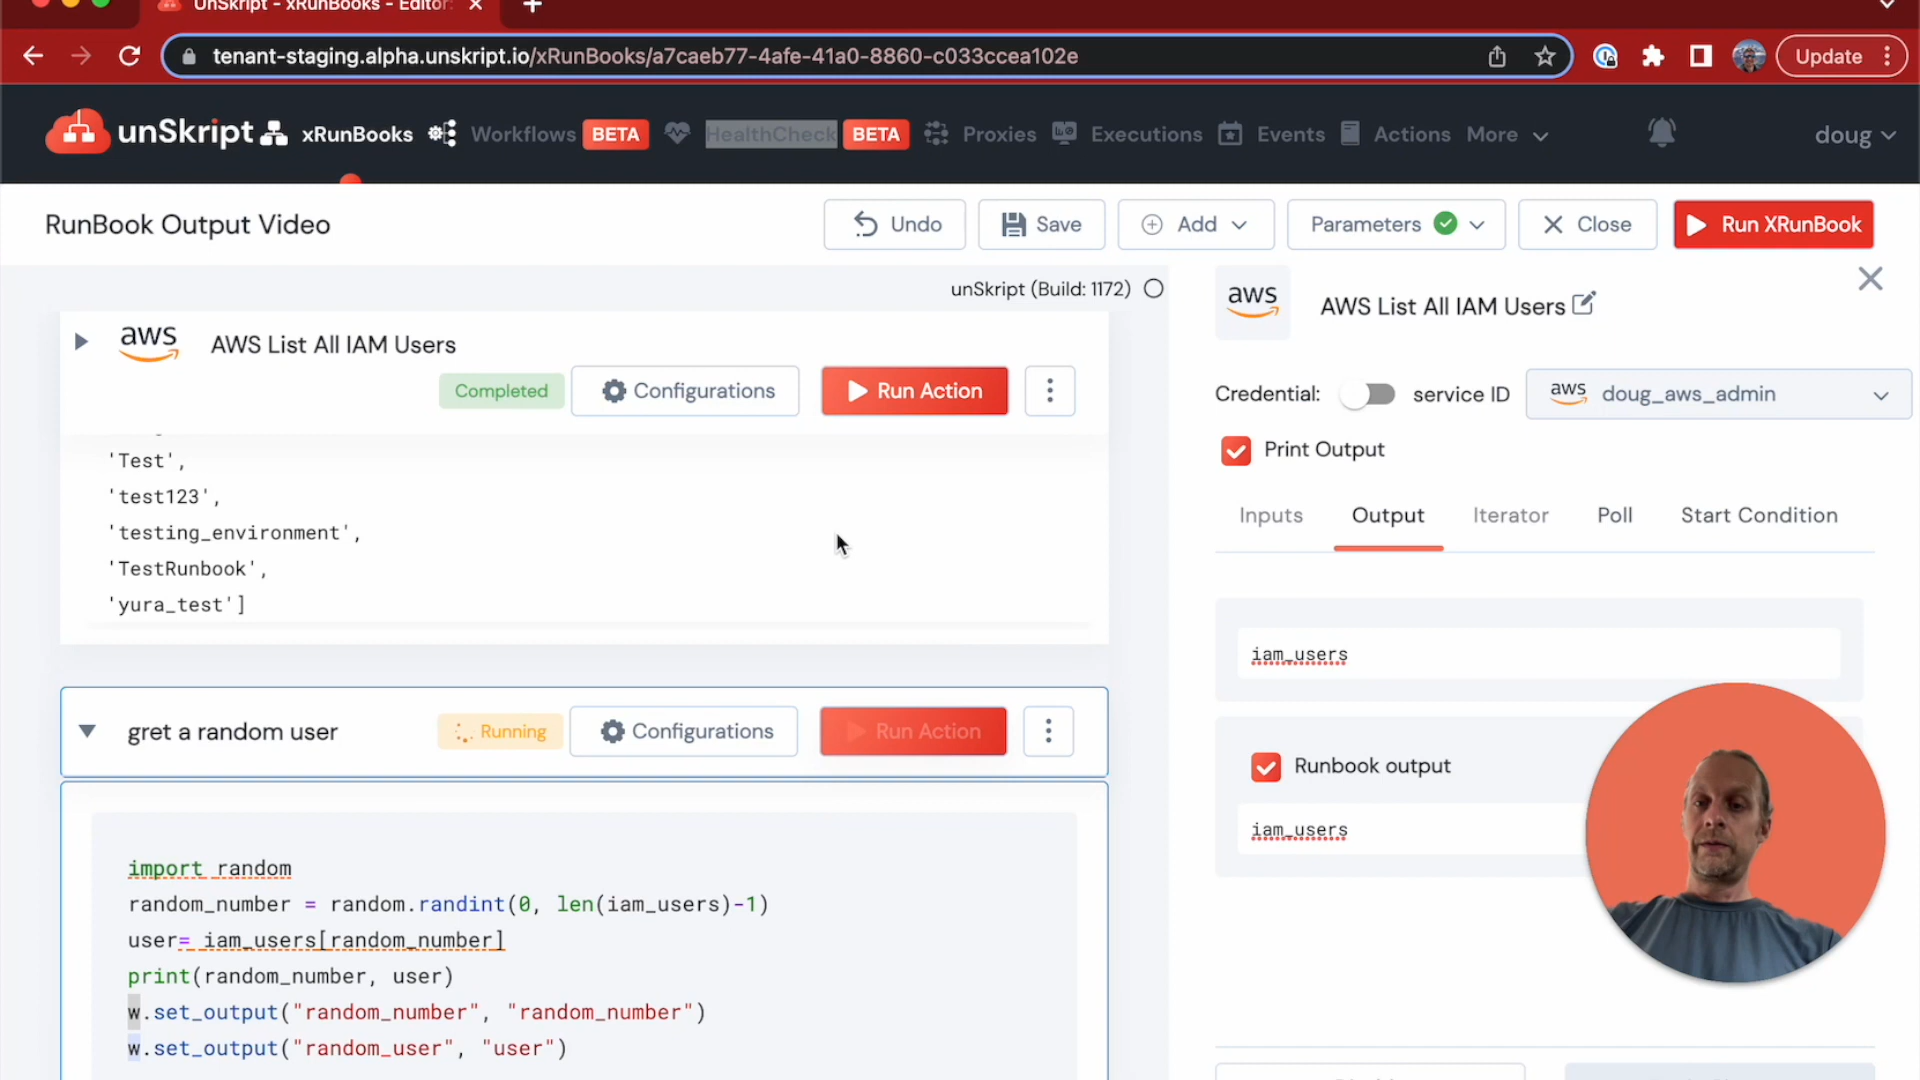 UnSkript - xRunBooks - Editor:
tenant-staging.alpha.unskript.io/xRunBooks/a7caeb77-4afe-41a0-8860-c033ccea102e
Update
unSkript
xRunBooks
Workflows BETA
HealthCheck BETA
Proxies
Executions
Events
Actions
More
doug
RunBook Output Video
Undo
Save
Add
Parameters
Close
Run XRunBook
unSkript (Build: 1172)
aws
AWS List All IAM Users
Completed
Configurations
Run Action
'Test',
'test123',
'testing_environment',
'TestRunbook',
'yura_test']
gret a random user
Running
Configurations
Run Action
import random
random_number = random.randint(0, len(iam_users)-1)
user= iam_users[random_number]
print(random_number, user)
w.set_output("random_number", "random_number")
w.set_output("random_user", "user")
aws
AWS List All IAM Users
Credential:
service ID
aws
doug_aws_admin
Print Output
Inputs
Output
Iterator
Poll
Start Condition
iam_users
Runbook output
iam_users